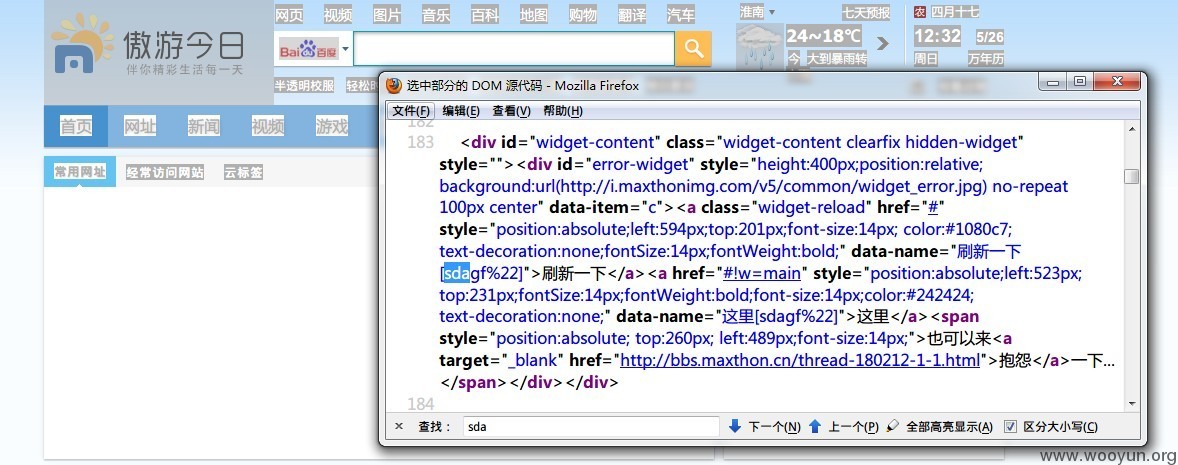 网页 视频 图片 音乐 百科 地图 购物 翻译 汽车
淮南 七天预报 农 四月十七
傲游今日
伴你精彩生活每一天
Bai 百度
24~18℃ 12:32 5/26
今 大到暴雨转 周日 万年历
半透明校服 轻松
首页 网址 新闻 视频 游戏
常用网址 经常访问网站 云标签
选中部分的 DOM 源代码 - Mozilla Firefox
文件(F) 编辑(E) 查看(V) 帮助(H)
182
183 <div id="widget-content" class="widget-content clearfix hidden-widget"
style=""><div id="error-widget" style="height:400px;position:relative;
background:url(http://i.maxthonimg.com/v5/common/widget_error.jpg) no-repeat
100px center" data-item="c"><a class="widget-reload" href="#"
style="position:absolute;left:594px;top:201px;font-size:14px; color:#1080c7;
text-decoration:none;fontSize:14px;fontWeight:bold;" data-name="刷新一下
[sdagf%22]">刷新一下</a><a href="#!w=main" style="position:absolute;left:523px;
top:231px;fontSize:14px;fontWeight:bold;font-size:14px;color:#242424;
text-decoration:none;" data-name="这里[sdagf%22]">这里</a><span
style="position:absolute; top:260px; left:489px;font-size:14px;">也可以来<a
target="_blank" href="http://bbs.maxthon.cn/thread-180212-1-1.html">抱怨</a>一下...
</span></div></div>
184
× 查找： sda 下一个(N) 上一个(P) 全部高亮显示(A) 区分大小写(C)
www.wooyun.org